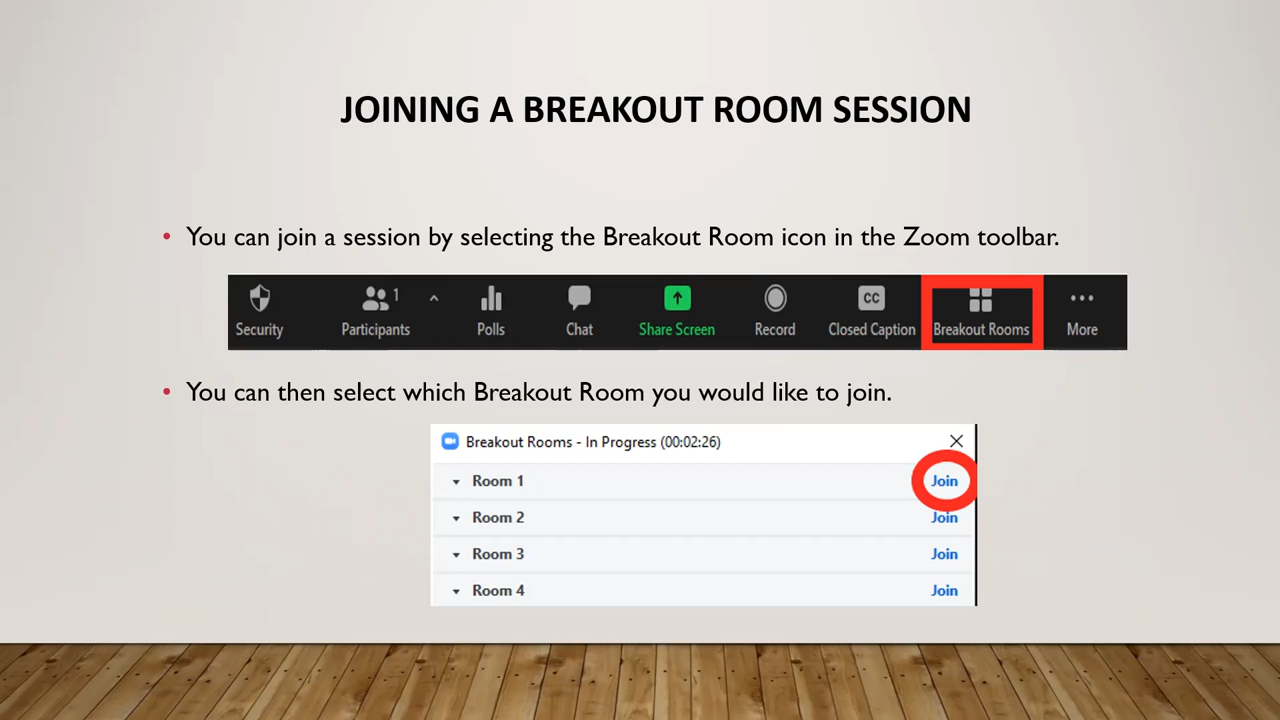 JOINING A BREAKOUT ROOM SESSION
• You can join a session by selecting the Breakout Room icon in the Zoom toolbar.
Security Participants 1 Polls Chat Share Screen Record CC Closed Caption Breakout Rooms More
• You can then select which Breakout Room you would like to join.
Breakout Rooms - In Progress (00:02:26)
Room 1 Join
Room 2 Join
Room 3 Join
Room 4 Join